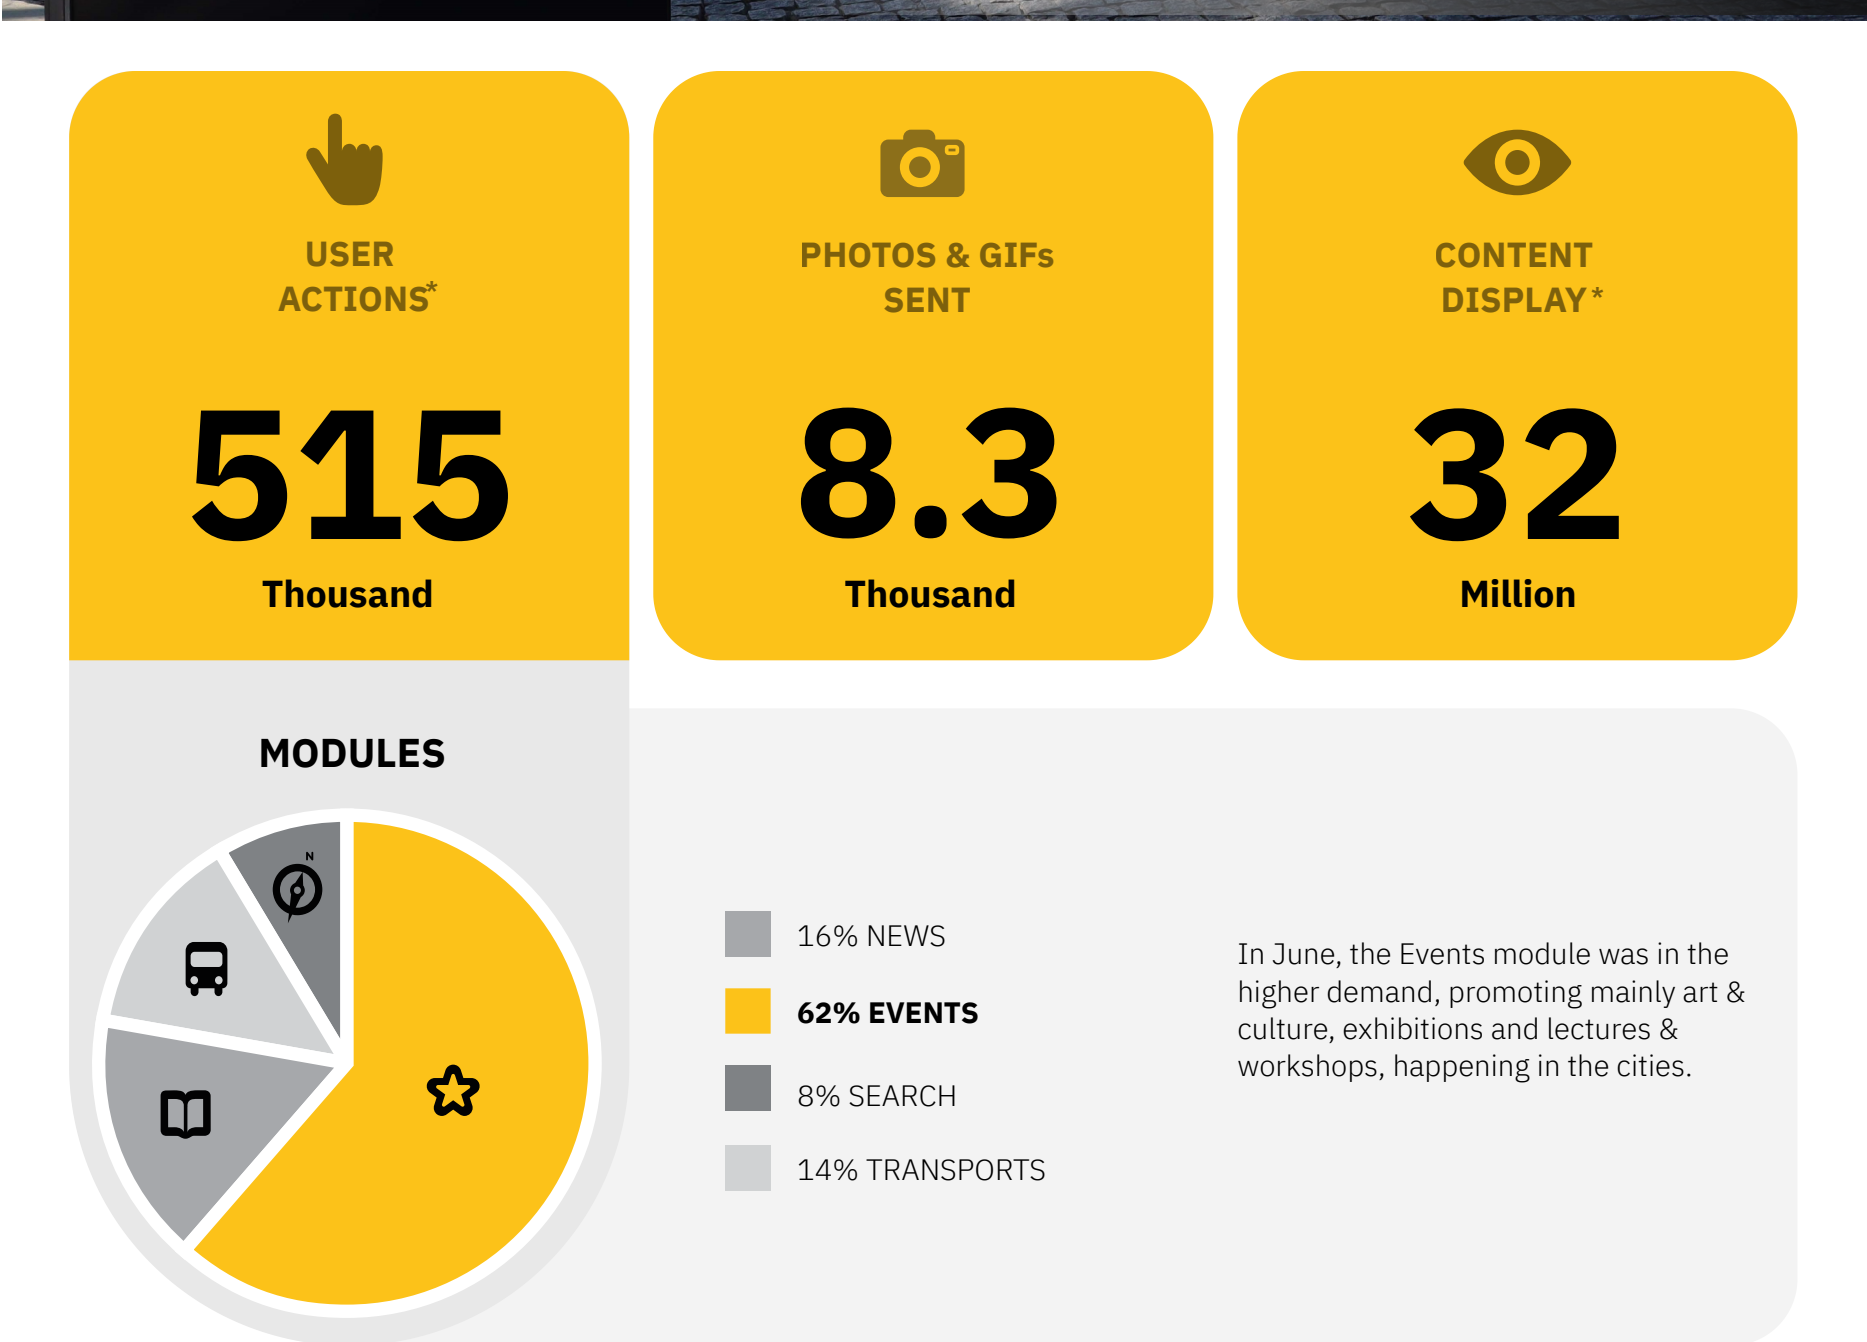 USER
ACTIONS*
515
Thousand
PHOTOS & GIFs
SENT
8.3
Thousand
CONTENT
DISPLAY*
32
Million
MODULES
N
16% NEWS
62% EVENTS
8% SEARCH
14% TRANSPORTS
In June, the Events module was in the
higher demand, promoting mainly art &
culture, exhibitions and lectures &
workshops, happening in the cities.